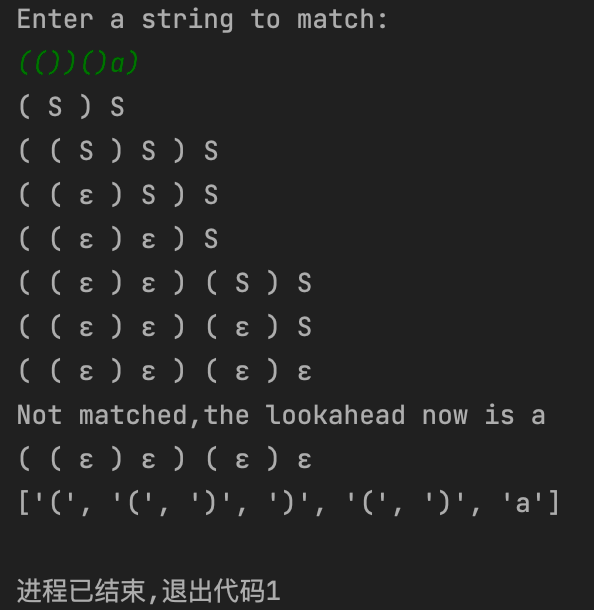 Enter a string to match:
(())()a)
( S ) S
( ( S ) S ) S
( ( ε ) S ) S
( ( ε ) ε ) S
( ( ε ) ε ) ( S ) S
( ( ε ) ε ) ( ε ) S
( ( ε ) ε ) ( ε ) ε
Not matched,the lookahead now is a
( ( ε ) ε ) ( ε ) ε
['(', '(', ')', ')', '(', ')', 'a']
进程已结束,退出代码1